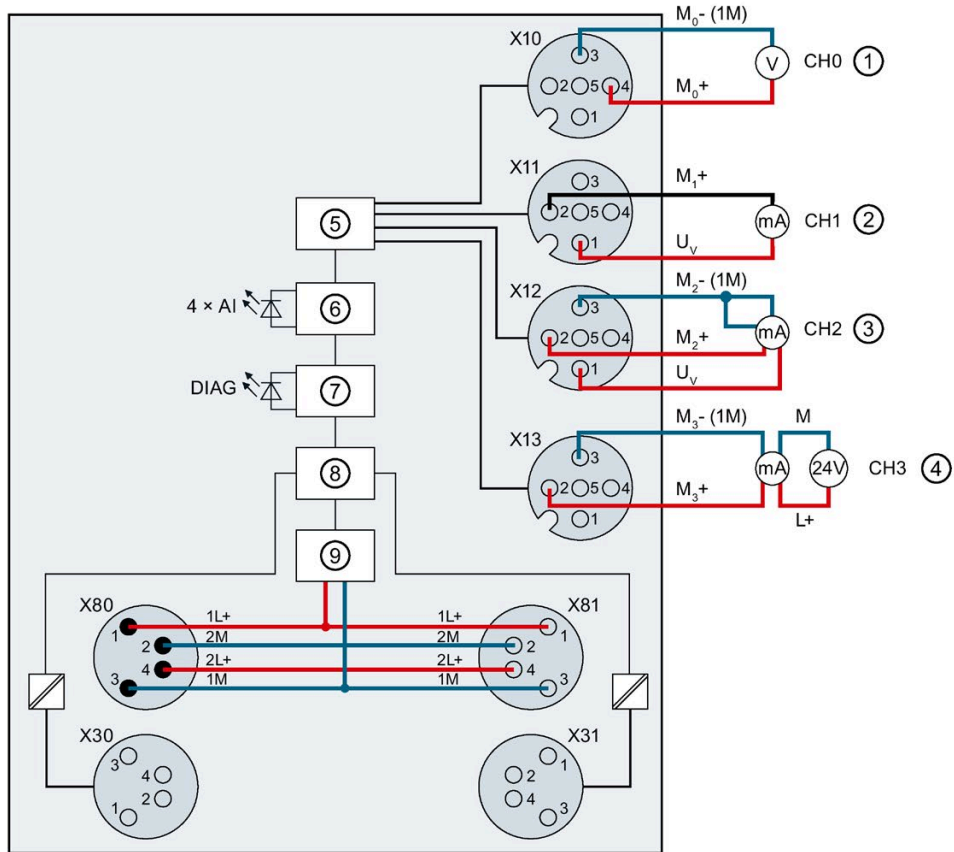 M0- (1M)
X10
3
V CH0 ①
2 5 4 M0+
1
X11
3 M1+
⑤
2 5 4 mA CH1 ②
1 UV
X12 M2- (1M)
3
4 × AI ⑥
2 5 4 M2+ mA CH2 ③
1 UV
DIAG ⑦
X13 M3- (1M) M
3
⑧
2 5 4 M3+ mA 24V CH3 ④
1 L+
⑨
X80 X81
1 1L+ 1L+ 1
2 2M 2M 2
4 2L+ 2L+ 4
3 1M 1M 3
X30 X31
3 1
4 2
2 4
1 3